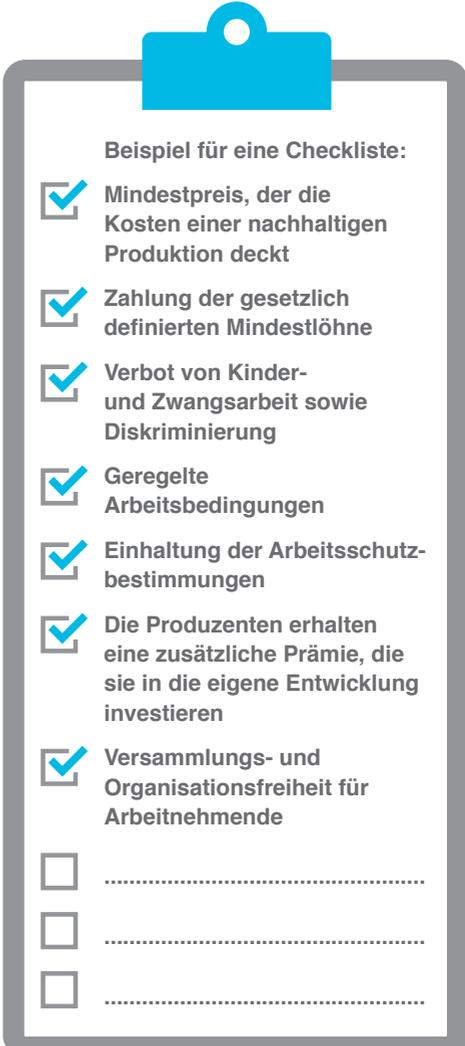 Beispiel für eine Checkliste:
Mindestpreis, der die
Kosten einer nachhaltigen
Produktion deckt
Zahlung der gesetzlich
definierten Mindestlöhne
Verbot von Kinder-
und Zwangsarbeit sowie
Diskriminierung
Geregelte
Arbeitsbedingungen
Einhaltung der Arbeitsschutz-
bestimmungen
Die Produzenten erhalten
eine zusätzliche Prämie, die
sie in die eigene Entwicklung
investieren
Versammlungs- und
Organisationsfreiheit für
Arbeitnehmende
....................................................
....................................................
....................................................